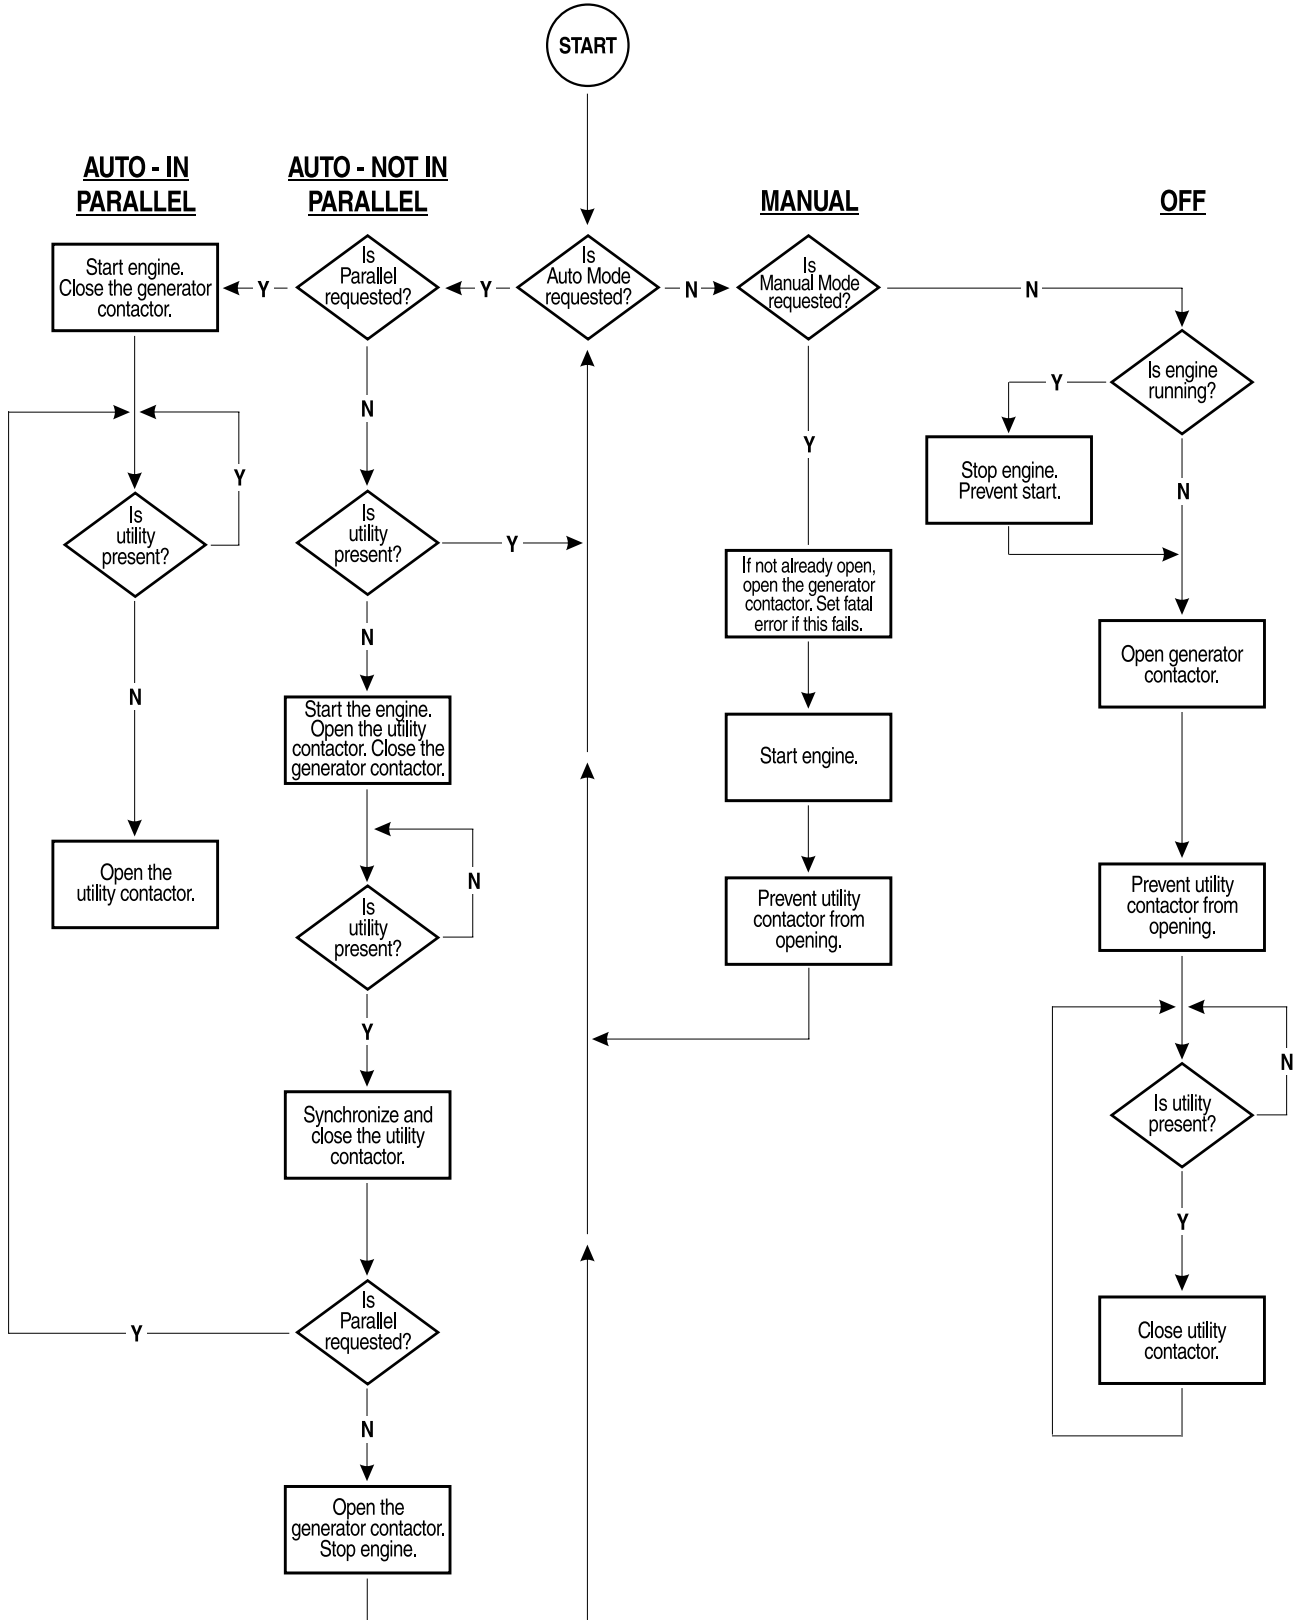 START
AUTO - IN
PARALLEL
AUTO - NOT IN
PARALLEL
MANUAL
OFF
Start engine.
Close the generator
contactor.
Y
Is
Parallel
requested?
Y
Is
Auto Mode
requested?
N
Is
Manual Mode
requested?
N
Is engine
running?
Y
N
Stop engine.
Prevent start.
N
Y
Y
Is
utility
present?
Is
utility
present?
Y
If not already open,
open the generator
contactor. Set fatal
error if this fails.
Open generator
contactor.
N
N
Start the engine.
Open the utility
contactor. Close the
generator contactor.
Start engine.
Open the
utility contactor.
N
Is
utility
present?
Prevent utility
contactor from
opening.
Prevent utility
contactor from
opening.
Y
N
Synchronize and
close the utility
contactor.
Is utility
present?
Y
Is
Parallel
requested?
Y
Close utility
contactor.
N
Open the
generator contactor.
Stop engine.